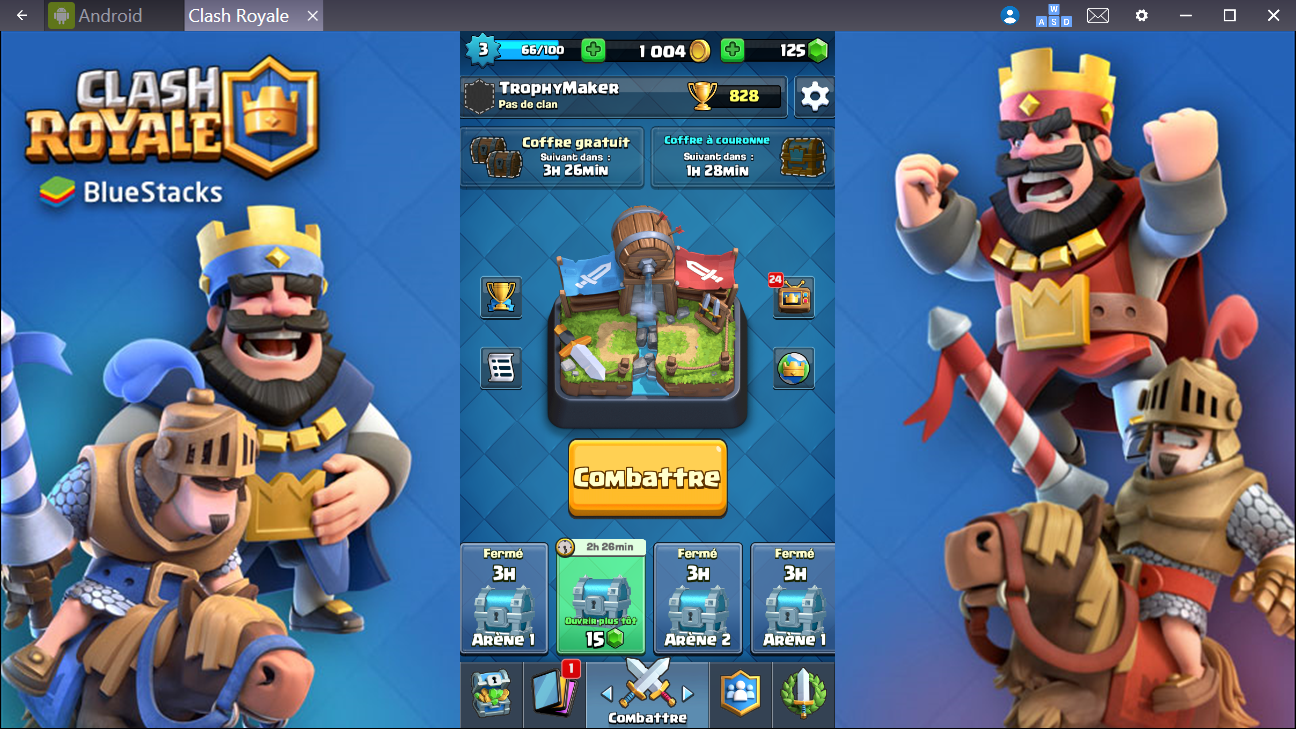 Android
Clash Royale
W
A S D
CLASH
ROYALE
BlueStacks
3
66/100
1 004
125
TrophyMaker
Pas de clan
828
Coffre gratuit
Suivant dans :
3h 26min
Coffre à couronne
Suivant dans :
1h 28min
24
Combattre
Fermé
3h
Arène 1
2h 26min
Ouvrir plus tôt
15
Fermé
3h
Arène 2
Fermé
3h
Arène 1
1
Combattre